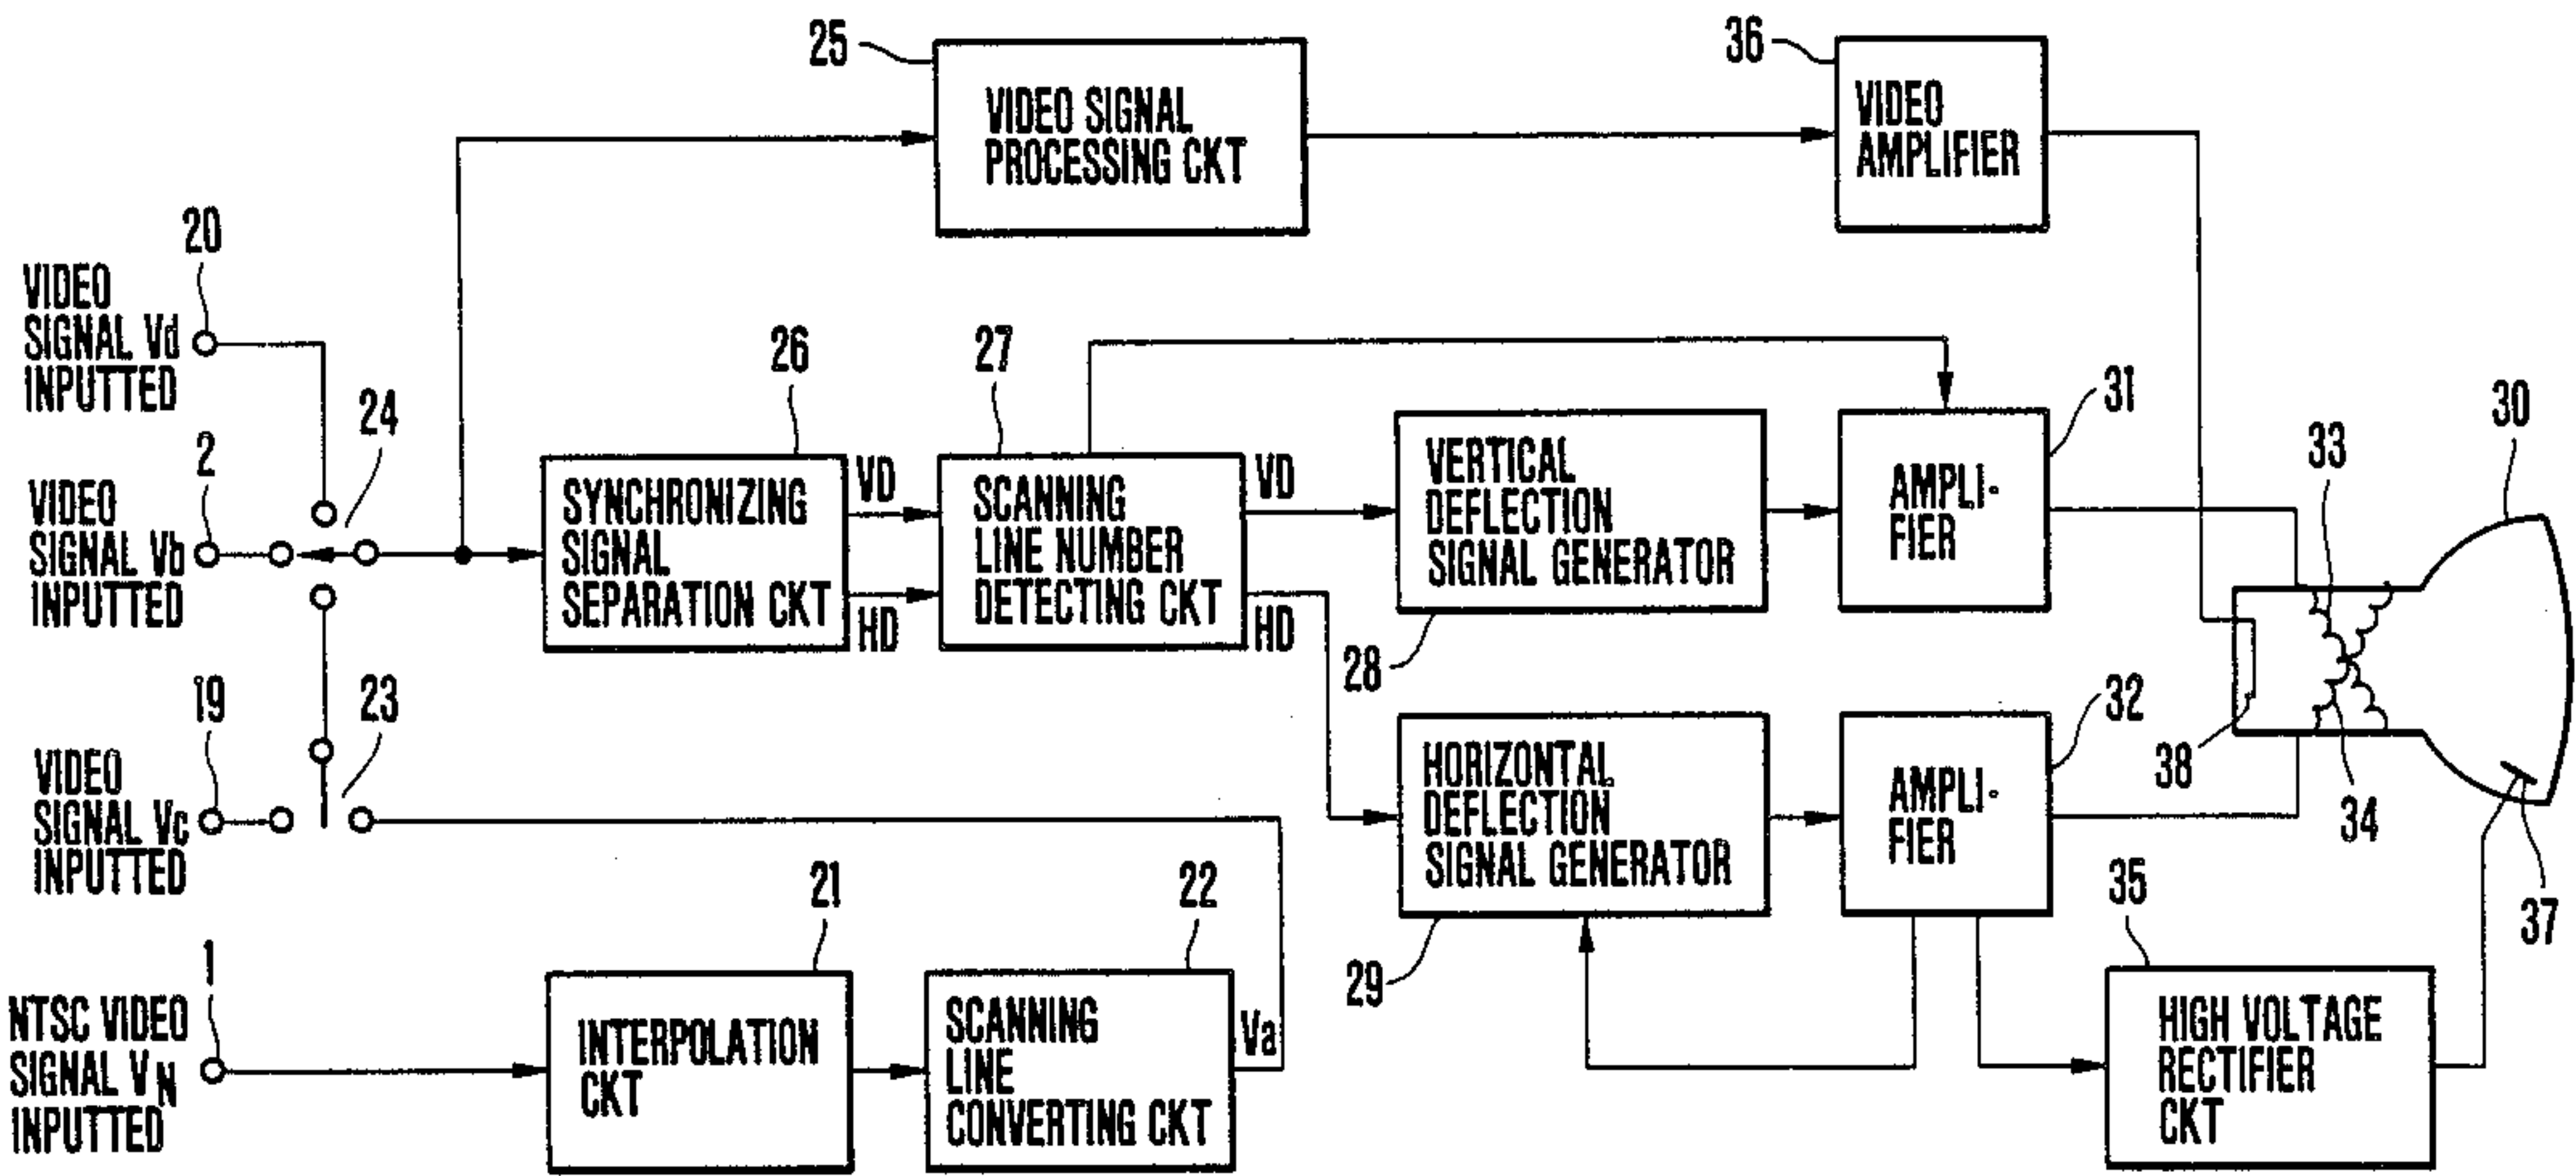 25
VIDEO SIGNAL
PROCESSING CKT
36
VIDEO
AMPLIFIER
20
VIDEO
SIGNAL Vd
INPUTTED
24
2
VIDEO
SIGNAL Vb
INPUTTED
26
SYNCHRONIZING
SIGNAL
SEPARATION CKT
VD
HD
27
SCANNING
LINE NUMBER
DETECTING CKT
VD
HD
VERTICAL
DEFLECTION
SIGNAL GENERATOR
28
31
AMPLI-
FIER
30
33
34
38
37
19
VIDEO
SIGNAL Vc
INPUTTED
23
HORIZONTAL
DEFLECTION
SIGNAL GENERATOR
29
32
AMPLI-
FIER
35
HIGH VOLTAGE
RECTIFIER
CKT
1
NTSC VIDEO
SIGNAL VN
INPUTTED
21
INTERPOLATION
CKT
22
SCANNING
LINE
CONVERTING CKT
Va